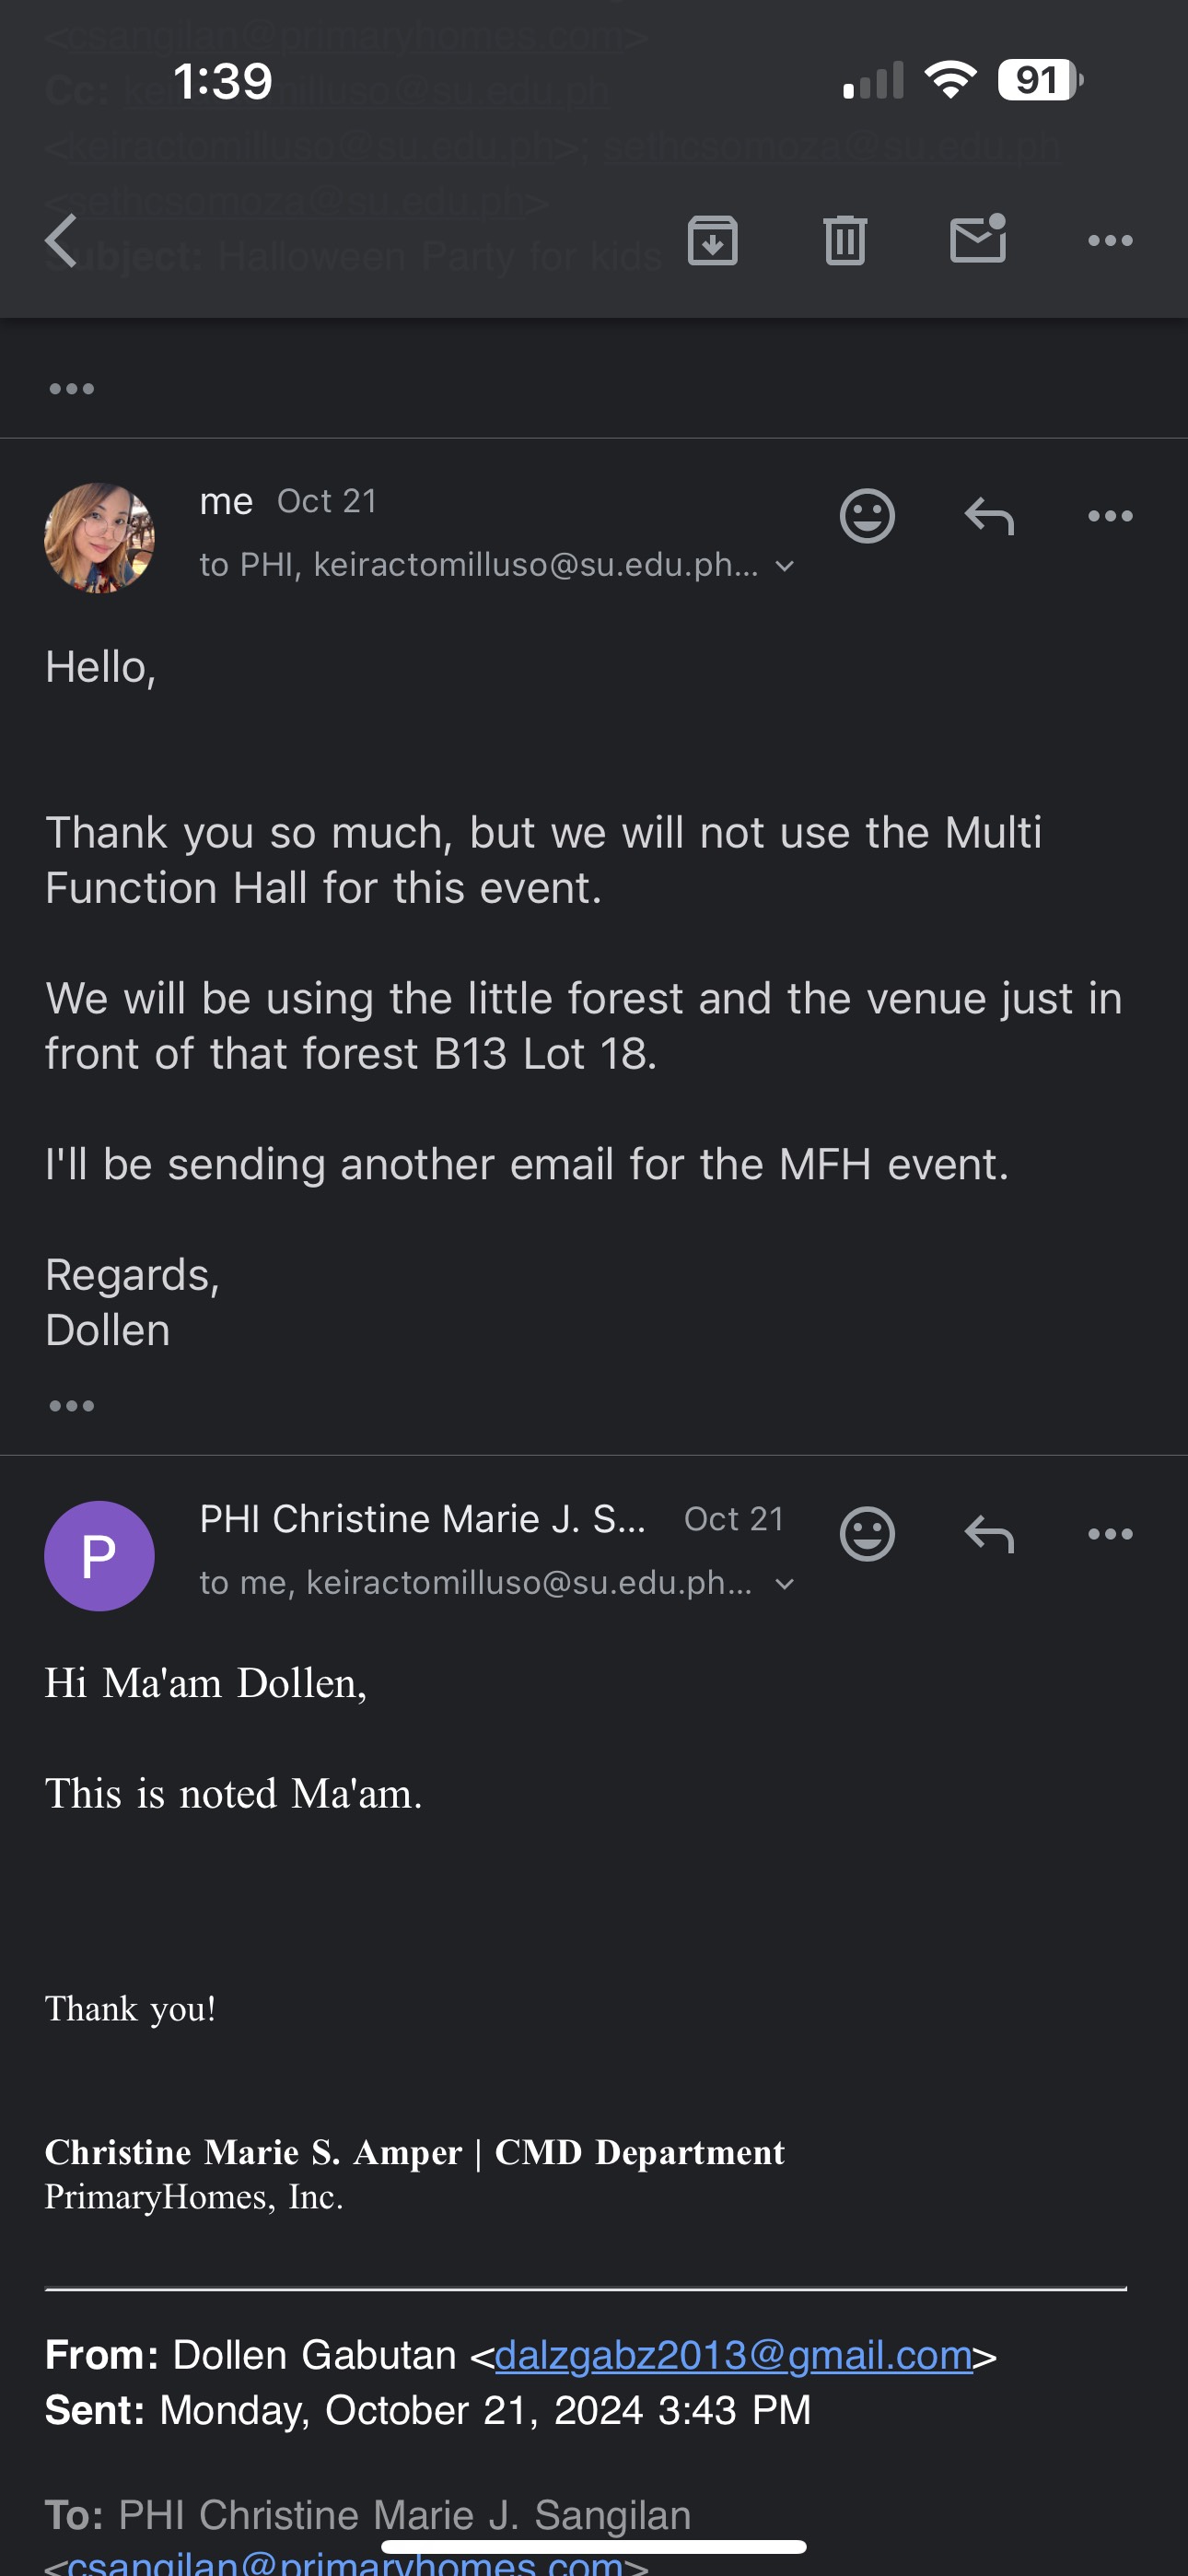 <csangilan@primaryhomes.com>
1:39
91
Cc:
<keiractomilluso@su.edu.ph>; sethcsomoza@su.edu.ph
<sethcsomoza@su.edu.ph>
Subject: Halloween Party for kids
me Oct 21
to PHI, keiractomilluso@su.edu.ph...
Hello,
Thank you so much, but we will not use the Multi
Function Hall for this event.
We will be using the little forest and the venue just in
front of that forest B13 Lot 18.
I'll be sending another email for the MFH event.
Regards,
Dollen
P
PHI Christine Marie J. S... Oct 21
to me, keiractomilluso@su.edu.ph...
Hi Ma'am Dollen,
This is noted Ma'am.
Thank you!
Christine Marie S. Amper | CMD Department
PrimaryHomes, Inc.
From: Dollen Gabutan <dalzgabz2013@gmail.com>
Sent: Monday, October 21, 2024 3:43 PM
To: PHI Christine Marie J. Sangilan
<csangilan@primaryhomes.com>